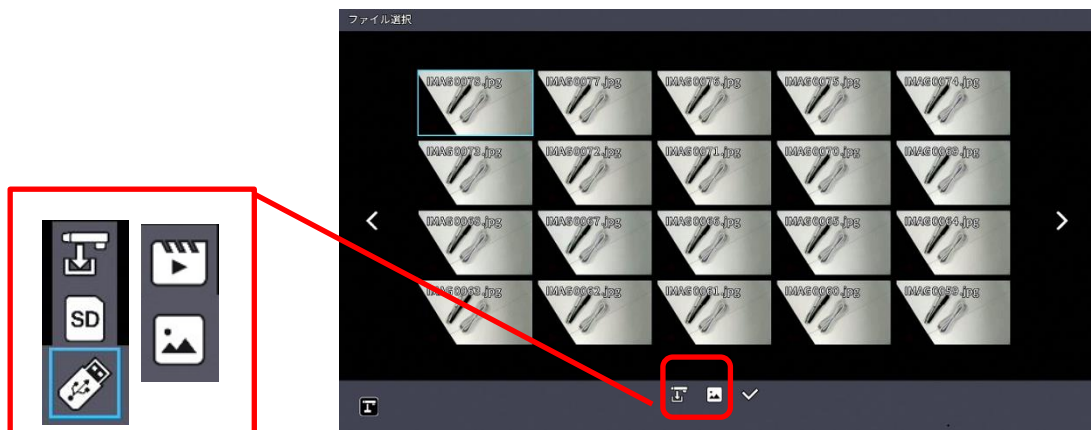 ファイル選択
IMAG0078.jpg IMAG0077.jpg IMAG0076.jpg IMAG0075.jpg IMAG0074.jpg
IMAG0073.jpg IMAG0072.jpg IMAG0071.jpg IMAG0070.jpg IMAG0069.jpg
IMAG0068.jpg IMAG0067.jpg IMAG0066.jpg IMAG0065.jpg IMAG0064.jpg
IMAG0063.jpg IMAG0062.jpg IMAG0061.jpg IMAG0060.jpg IMAG0059.jpg
SD